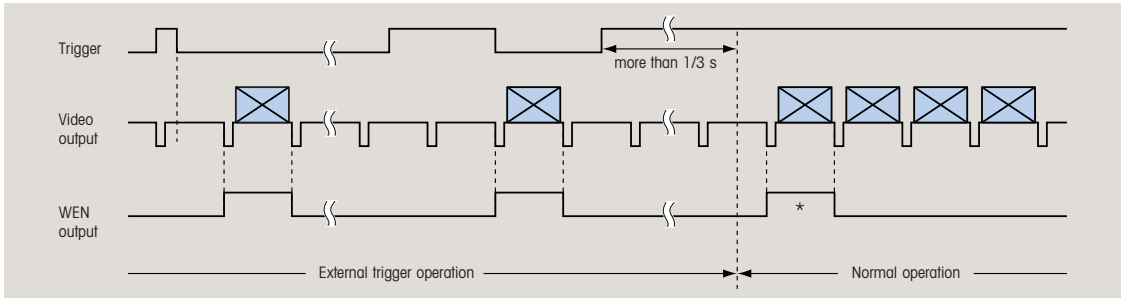 Trigger
more than 1/3 s
Video
output
WEN
output
*
External trigger operation
Normal operation